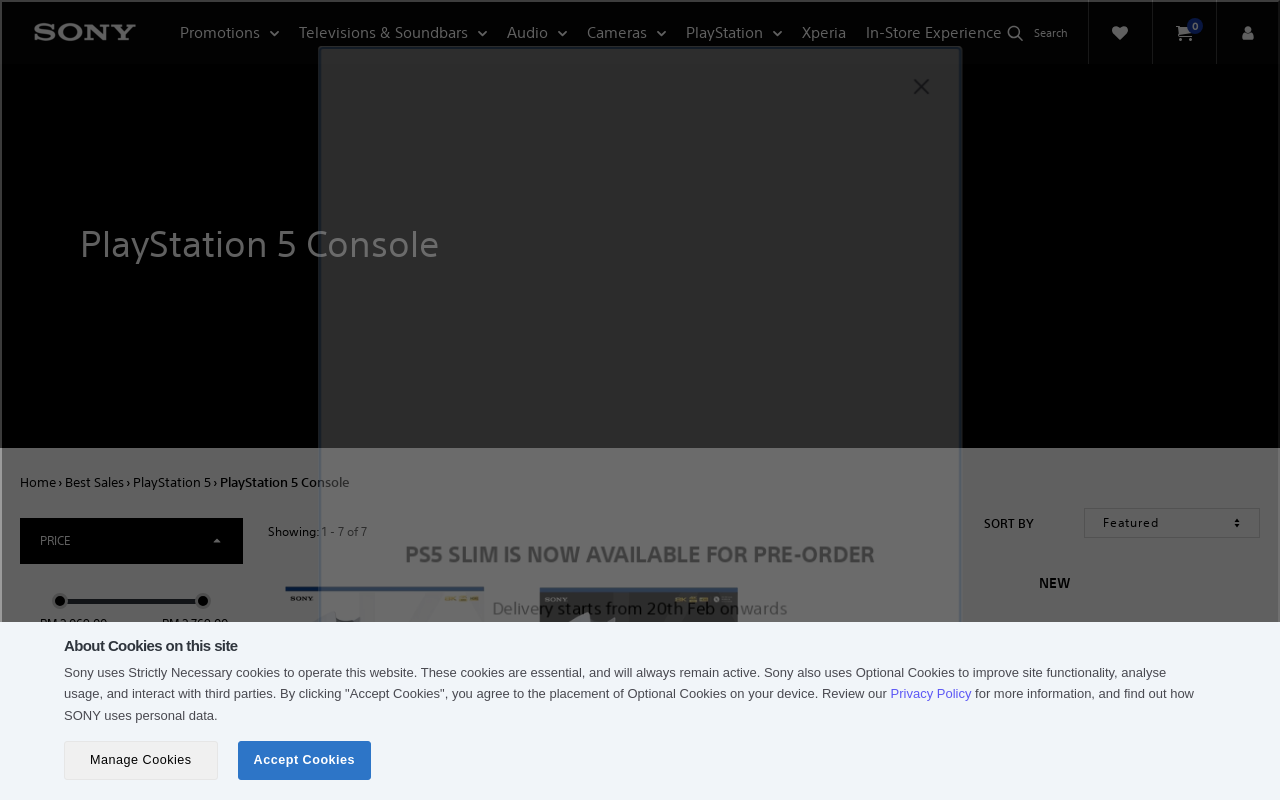 SONY
Promotions Televisions & Soundbars Audio Cameras PlayStation Xperia In-Store Experience Search 0
PlayStation 5 Console
Home › Best Sales › PlayStation 5 › PlayStation 5 Console
PRICE
Showing: 1 - 7 of 7
SORT BY
Featured
PS5 SLIM IS NOW AVAILABLE FOR PRE-ORDER
NEW
SONY
SONY
Delivery starts from 20th Feb onwards
About Cookies on this site
Sony uses Strictly Necessary cookies to operate this website. These cookies are essential, and will always remain active. Sony also uses Optional Cookies to improve site functionality, analyse
usage, and interact with third parties. By clicking "Accept Cookies", you agree to the placement of Optional Cookies on your device. Review our Privacy Policy for more information, and find out how
SONY uses personal data.
Manage Cookies
Accept Cookies